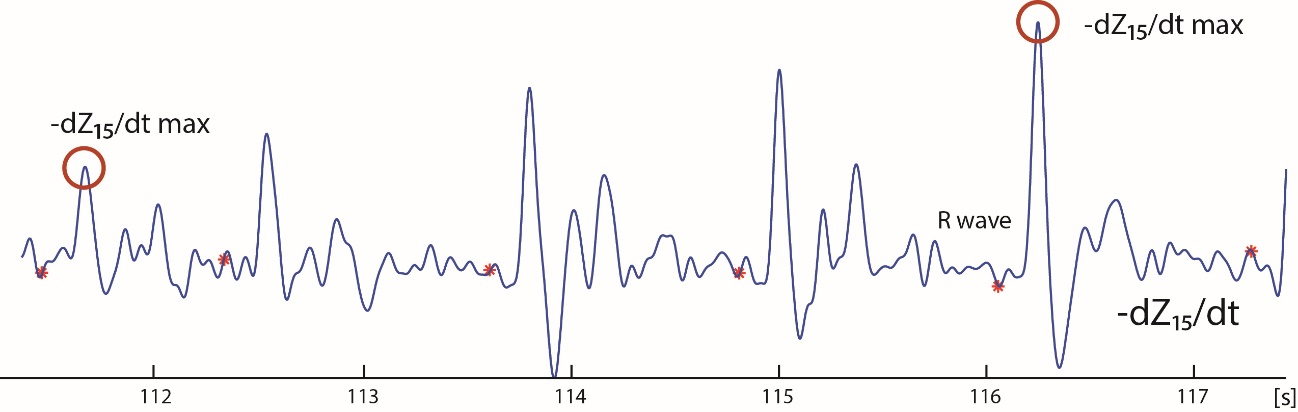 -dZ₁₅/dt max
-dZ₁₅/dt max
R wave
-dZ₁₅/dt
112 113 114 115 116 117 [s]